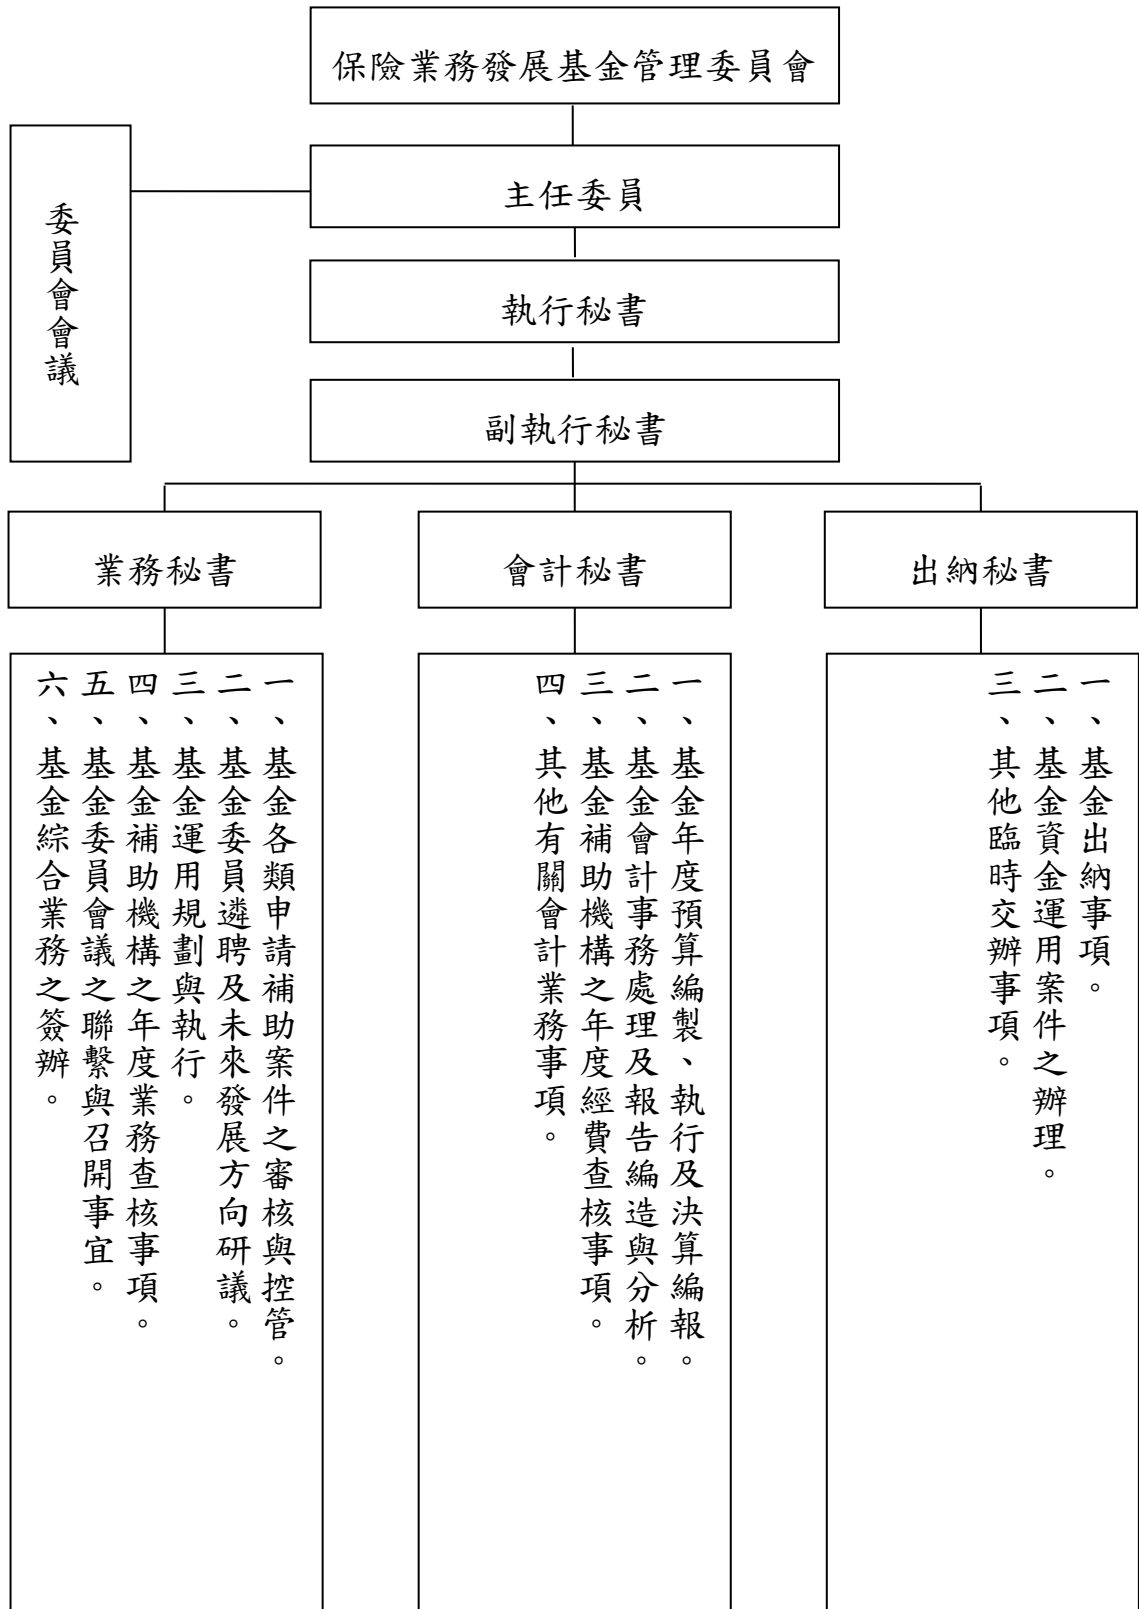 保險業務發展基金管理委員會
主任委員
委員會會議
執行秘書
副執行秘書
業務秘書
會計秘書
出納秘書
一、基金各類申請補助案件之審核與控管。
二、基金委員遴聘及未來發展方向研議。
三、基金運用規劃與執行。
四、基金補助機構之年度業務查核事項。
五、基金委員會議之聯繫與召開事宜。
六、基金綜合業務之簽辦。
一、基金年度預算編製、執行及決算編報。
二、基金會計事務處理及報告編造與分析。
三、基金補助機構之年度經費查核事項。
四、其他有關會計業務事項。
一、基金出納事項。
二、基金資金運用案件之辦理。
三、其他臨時交辦事項。